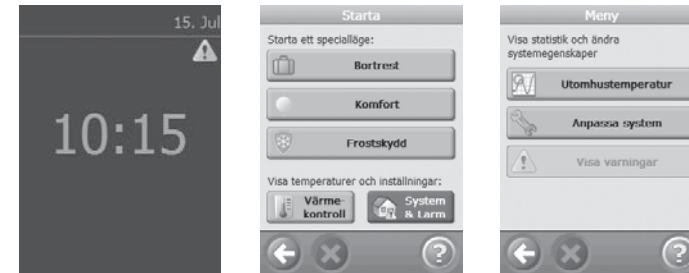 15. Jul
10:15
Starta
Starta ett specialläge:
Bortrest
Komfort
Frostskydd
Visa temperaturer och inställningar:
Värme-
kontroll
System
& Larm
?
Meny
Visa statistik och ändra
systemegenskaper
Utomhustemperatur
Anpassa system
Visa varningar
?